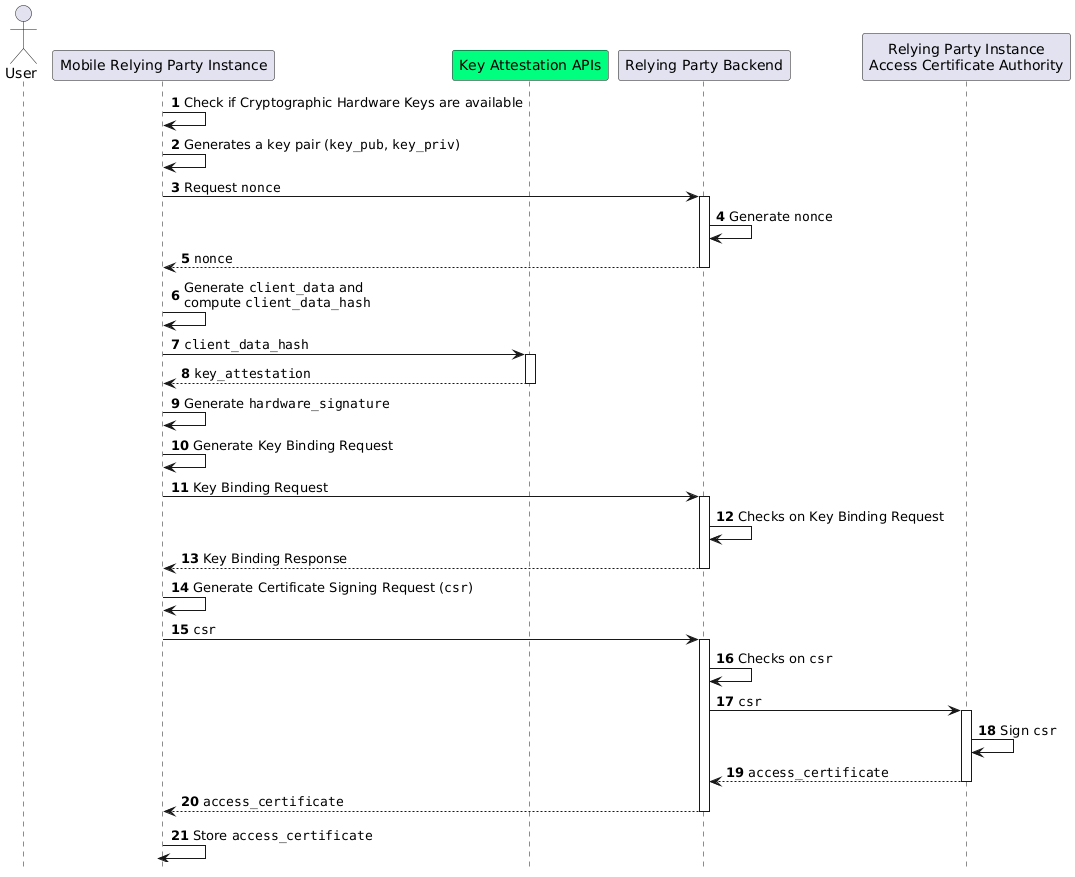 User
Mobile Relying Party Instance
Key Attestation APIs
Relying Party Backend
Relying Party Instance
Access Certificate Authority
1 Check if Cryptographic Hardware Keys are available
2 Generates a key pair (key_pub, key_priv)
3 Request nonce
4 Generate nonce
5 nonce
6 Generate client_data and
compute client_data_hash
7 client_data_hash
8 key_attestation
9 Generate hardware_signature
10 Generate Key Binding Request
11 Key Binding Request
12 Checks on Key Binding Request
13 Key Binding Response
14 Generate Certificate Signing Request (csr)
15 csr
16 Checks on csr
17 csr
18 Sign csr
19 access_certificate
20 access_certificate
21 Store access_certificate